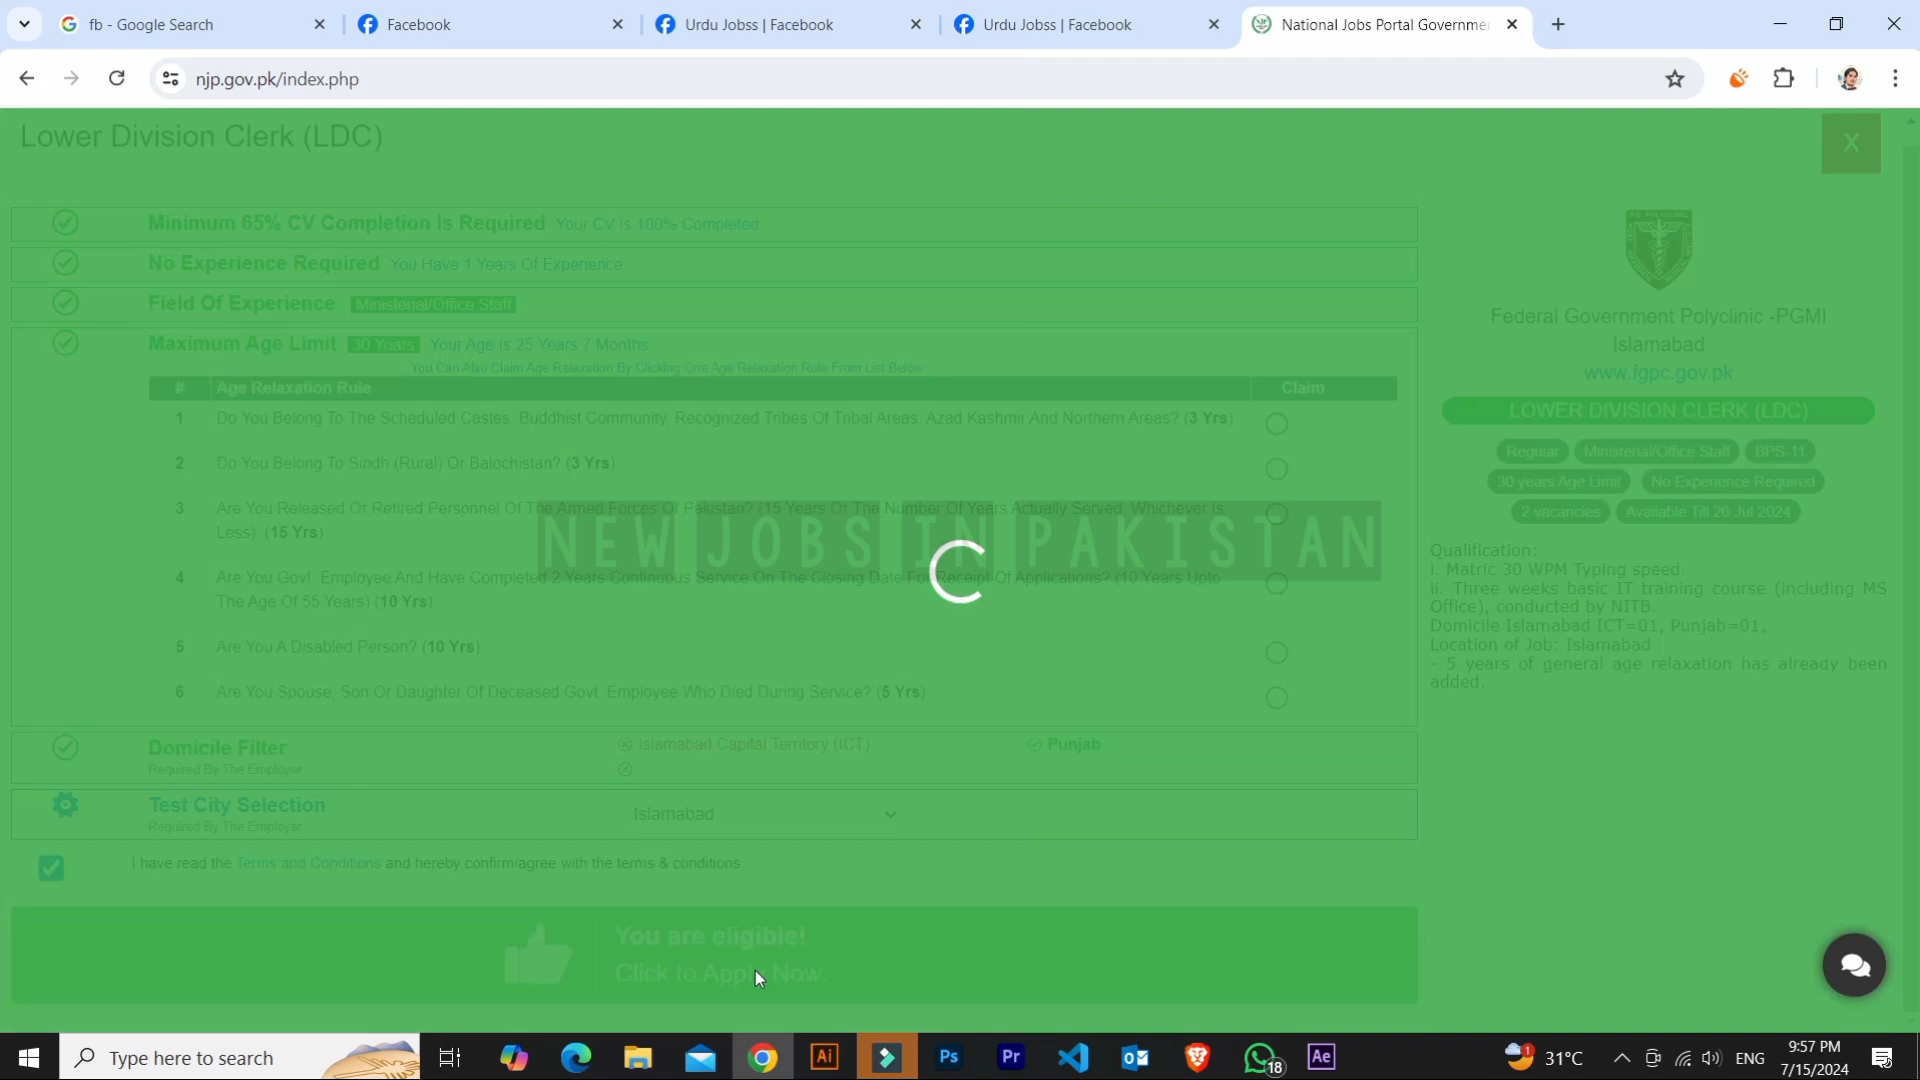 fb - Google Search
Facebook
Urdu Jobss | Facebook
Urdu Jobss | Facebook
National Jobs Portal Governme
njp.gov.pk/index.php
Lower Division Clerk (LDC)
X
Minimum 65% CV Completion Is Required Your CV Is 100% Completed
No Experience Required You Have 1 Years Of Experience
Field Of Experience Ministerial/Office Staff
Maximum Age Limit 30 Years Your Age Is 25 Years 7 Months
You Can Also Claim Age Relaxation By Clicking One Age Relaxation Rule From List Below
# Age Relaxation Rule Claim
1 Do You Belong To The Scheduled Castes, Buddhist Community, Recognized Tribes Of Tribal Areas, Azad Kashmir And Northern Areas? (3 Yrs)
2 Do You Belong To Sindh (Rural) Or Balochistan? (3 Yrs)
3 Are You Released Or Retired Personnel Of The Armed Forces Of Pakistan? (15 Years Or The Number Of Years Actually Served, Whichever Is
Less). (15 Yrs)
NEW JOBS IN PAKISTAN
4 Are You Govt. Employee And Have Completed 2 Years Continuous Service On The Closing Date For Receipt Of Applications? (10 Years Upto
The Age Of 55 Years) (10 Yrs)
5 Are You A Disabled Person? (10 Yrs)
6 Are You Spouse, Son Or Daughter Of Deceased Govt. Employee Who Died During Service? (5 Yrs)
Domicile Filter
Required By The Employer
Islamabad Capital Territory (ICT)
Punjab
Test City Selection
Required By The Employer
Islamabad
I have read the Terms and Conditions and hereby confirm/agree with the terms & conditions.
You are eligible!
Click to Apply Now.
Federal Government Polyclinic -PGMI
Islamabad
www.fgpc.gov.pk
LOWER DIVISION CLERK (LDC)
Regular Ministerial/Office Staff BPS-11
30 years Age Limit No Experience Required
2 vacancies Available Till 26 Jul 2024
Qualification:
i. Matric 30 WPM Typing speed.
ii. Three weeks basic IT training course (including MS
Office), conducted by NITB.
Domicile Islamabad ICT=01, Punjab=01,
Location of Job: Islamabad
- 5 years of general age relaxation has already been
added.
Type here to search
Ai
Ps
Pr
18
Ae
1
31°C
ENG
9:57 PM
7/15/2024